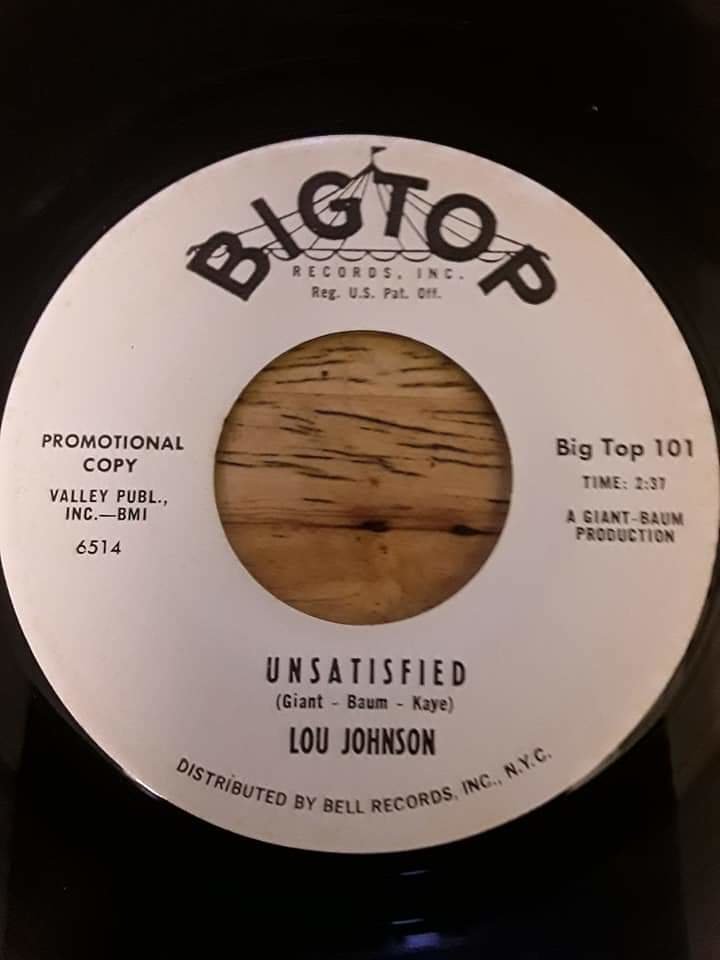 BIGTOP
RECORDS, INC.
Reg. U.S. Pat. Off.
PROMOTIONAL
COPY
VALLEY PUBL.,
INC.—BMI
6514
Big Top 101
TIME: 2:37
A GIANT-BAUM
PRODUCTION
UNSATISFIED
(Giant - Baum - Kaye)
LOU JOHNSON
DISTRIBUTED BY BELL RECORDS, INC., N.Y.C.